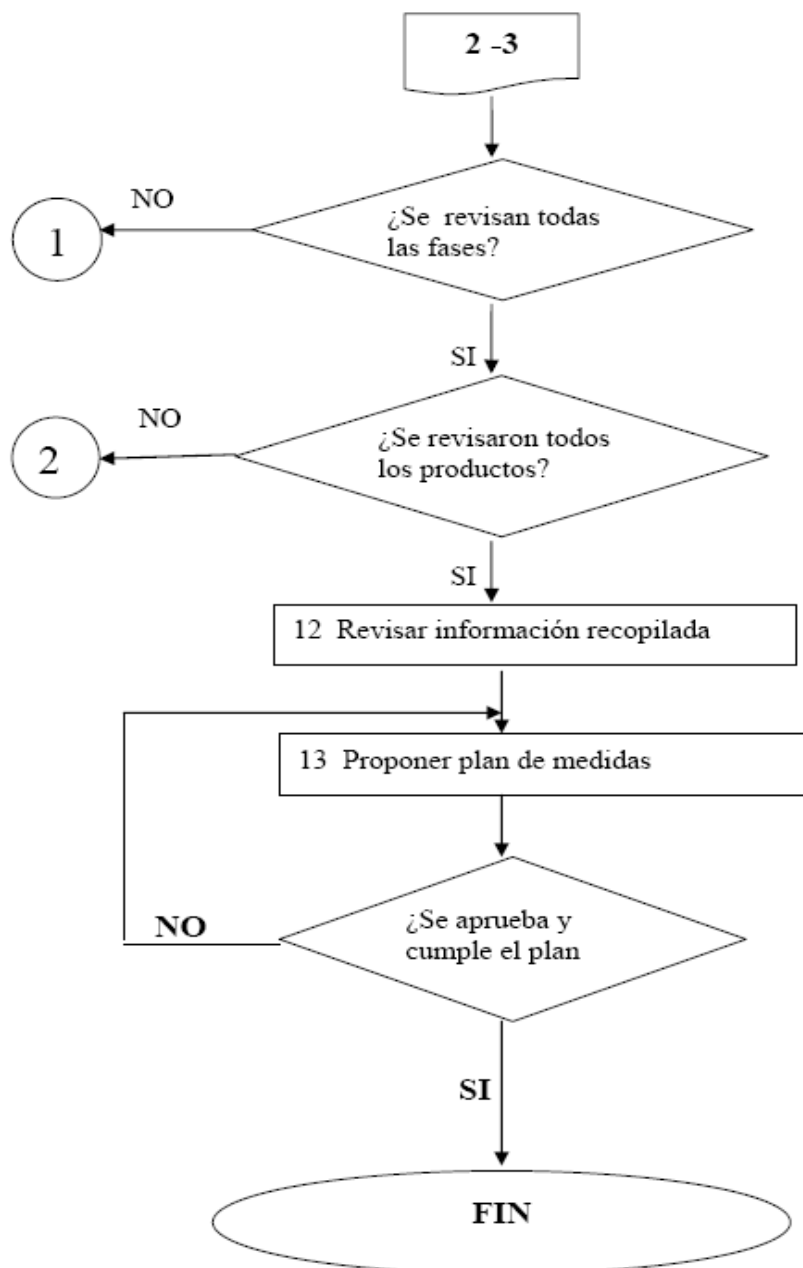 2 -3
NO
¿Se revisan todas
las fases?
1
SI
NO
¿Se revisaron todos
los productos?
2
SI
12 Revisar información recopilada
13 Proponer plan de medidas
¿Se aprueba y
cumple el plan
NO
SI
FIN